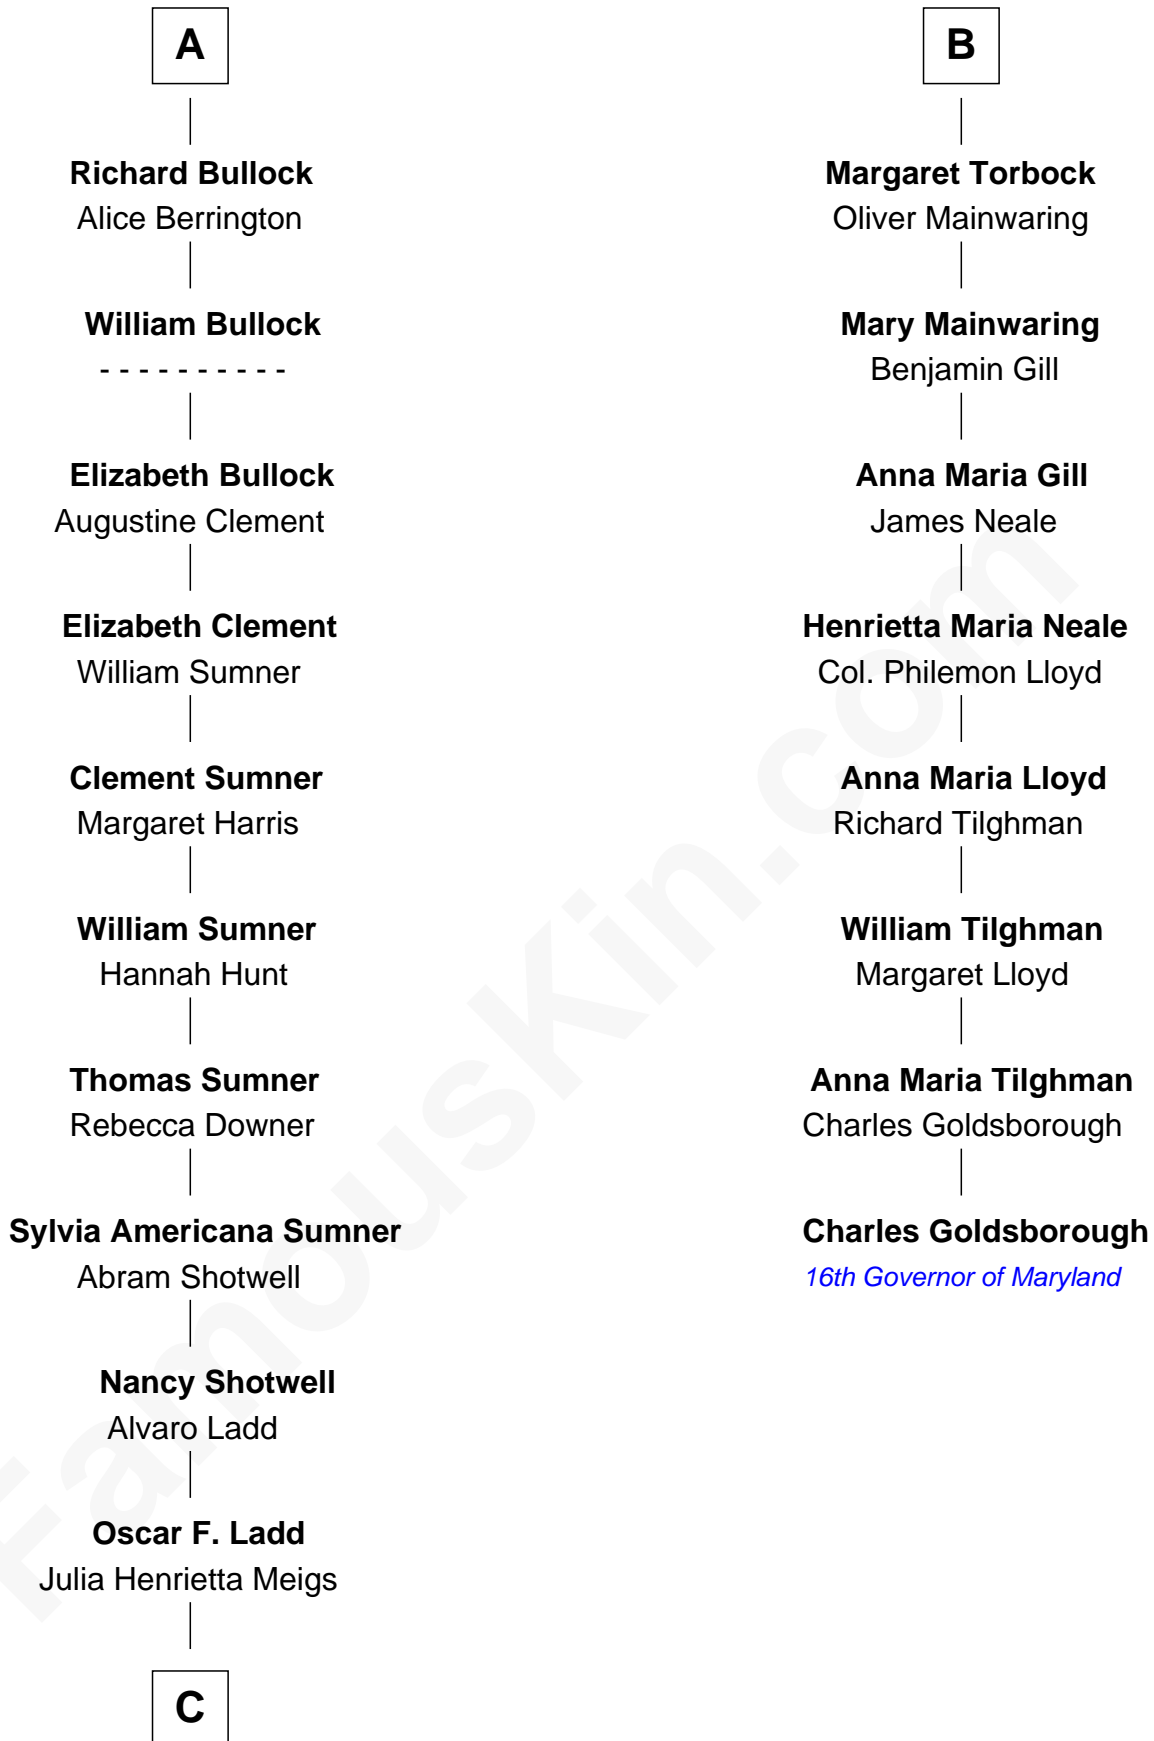 A
Richard Bullock
Alice Berrington
William Bullock
- - - - - - - - - -
Elizabeth Bullock
Augustine Clement
Elizabeth Clement
William Sumner
Clement Sumner
Margaret Harris
William Sumner
Hannah Hunt
Thomas Sumner
Rebecca Downer
Sylvia Americana Sumner
Abram Shotwell
Nancy Shotwell
Alvaro Ladd
Oscar F. Ladd
Julia Henrietta Meigs
C
B
Margaret Torbock
Oliver Mainwaring
Mary Mainwaring
Benjamin Gill
Anna Maria Gill
James Neale
Henrietta Maria Neale
Col. Philemon Lloyd
Anna Maria Lloyd
Richard Tilghman
William Tilghman
Margaret Lloyd
Anna Maria Tilghman
Charles Goldsborough
Charles Goldsborough
16th Governor of Maryland
FamousKin.com